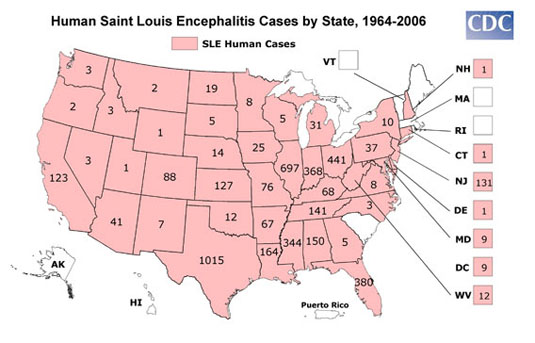 Human Saint Louis Encephalitis Cases by State, 1964-2006
CDC
SLE Human Cases
VT
NH 1
MA
RI
CT 1
NJ 131
DE 1
MD 9
DC 9
WV 12
3
2
19
8
5
31
10
2
3
1
5
25
697
368
441
37
123
3
1
88
14
127
76
68
8
3
41
7
12
67
141
1015
164
344
150
5
380
AK
HI
Puerto Rico